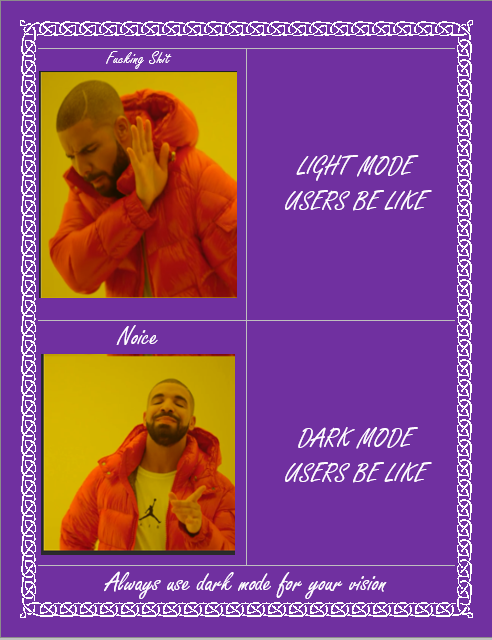 Fucking Shit
LIGHT MODE
USERS BE LIKE
Noice
DARK MODE
USERS BE LIKE
Always use dark mode for your vision